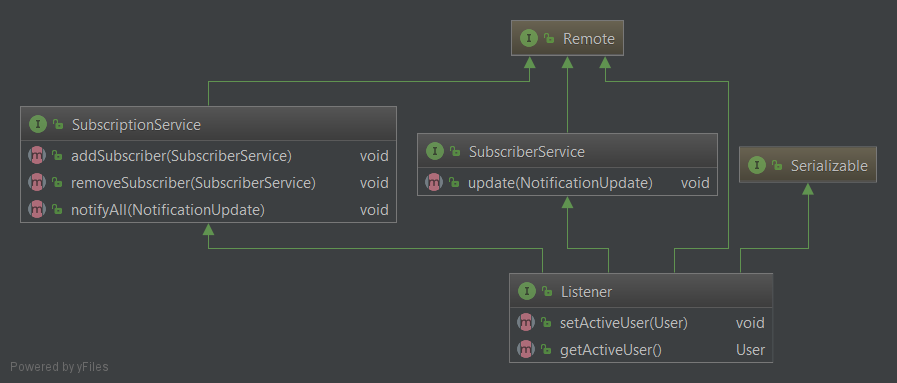 I Remote
I SubscriptionService
m addSubscriber(SubscriberService) void
m removeSubscriber(SubscriberService) void
m notifyAll(NotificationUpdate) void
I SubscriberService
m update(NotificationUpdate) void
I Serializable
I Listener
m setActiveUser(User) void
m getActiveUser() User
Powered by yFiles